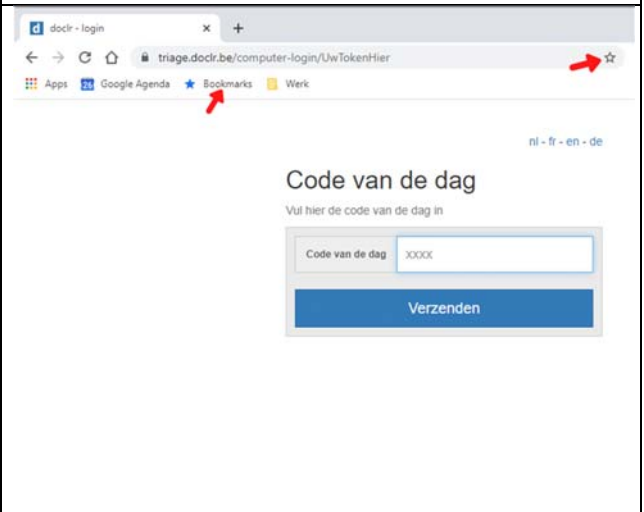 d doclr - login
triage.doclr.be/computer-login/UwTokenHier
Apps 26 Google Agenda Bookmarks Werk
nl - fr - en - de
Code van de dag
Vul hier de code van de dag in
Code van de dag XXXX
Verzenden